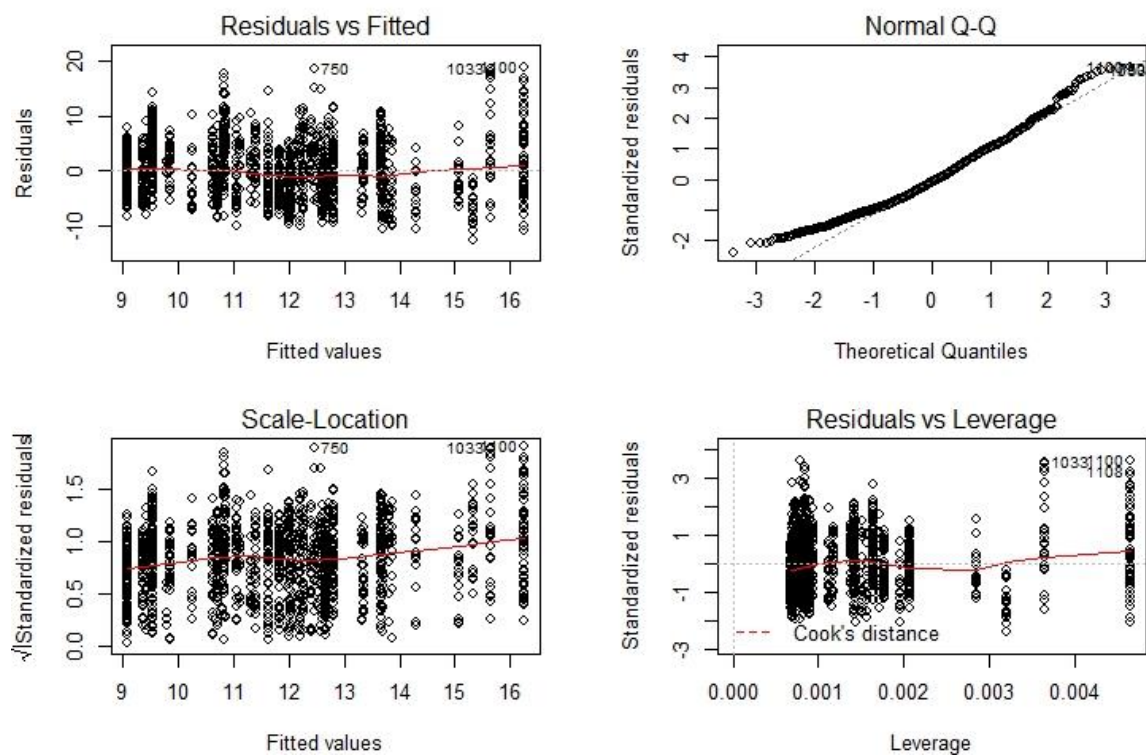 Residuals vs Fitted
Residuals
20
10
0
-10
750
1033
1100
9 10 11 12 13 14 15 16
Fitted values
Normal Q-Q
Standardized residuals
4
3
2
0
-2
-3 -2 -1 0 1 2 3
Theoretical Quantiles
Scale-Location
√|Standardized residuals
1.5
1.0
0.5
0.0
750
1033
1100
9 10 11 12 13 14 15 16
Fitted values
Residuals vs Leverage
Standardized residuals
3
1
-1
-3
1033
1100
1108
Cook's distance
0.000 0.001 0.002 0.003 0.004
Leverage